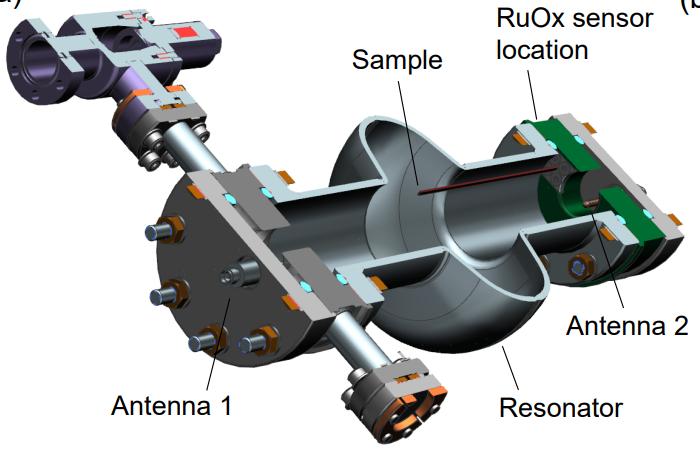 a)
(b
RuOx sensor
location
Sample
Antenna 2
Antenna 1
Resonator